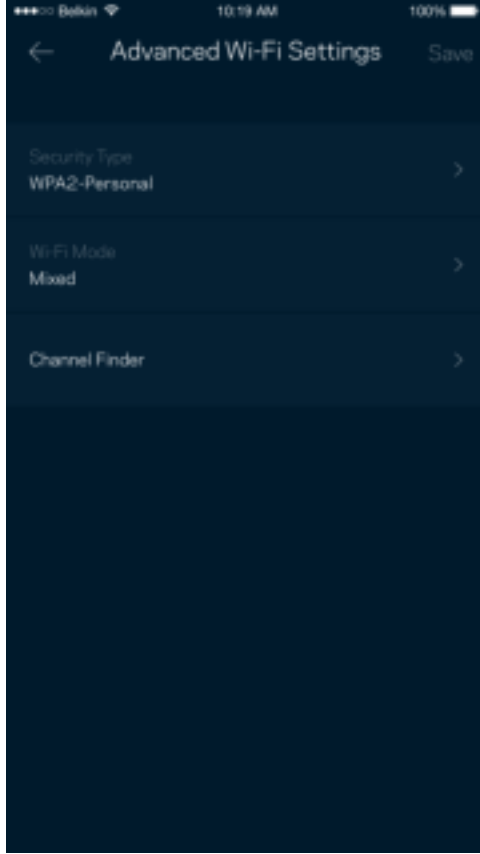 Belkin 10:19 AM 100%
Advanced Wi-Fi Settings Save
Security Type
WPA2-Personal
Wi-Fi Mode
Mixed
Channel Finder